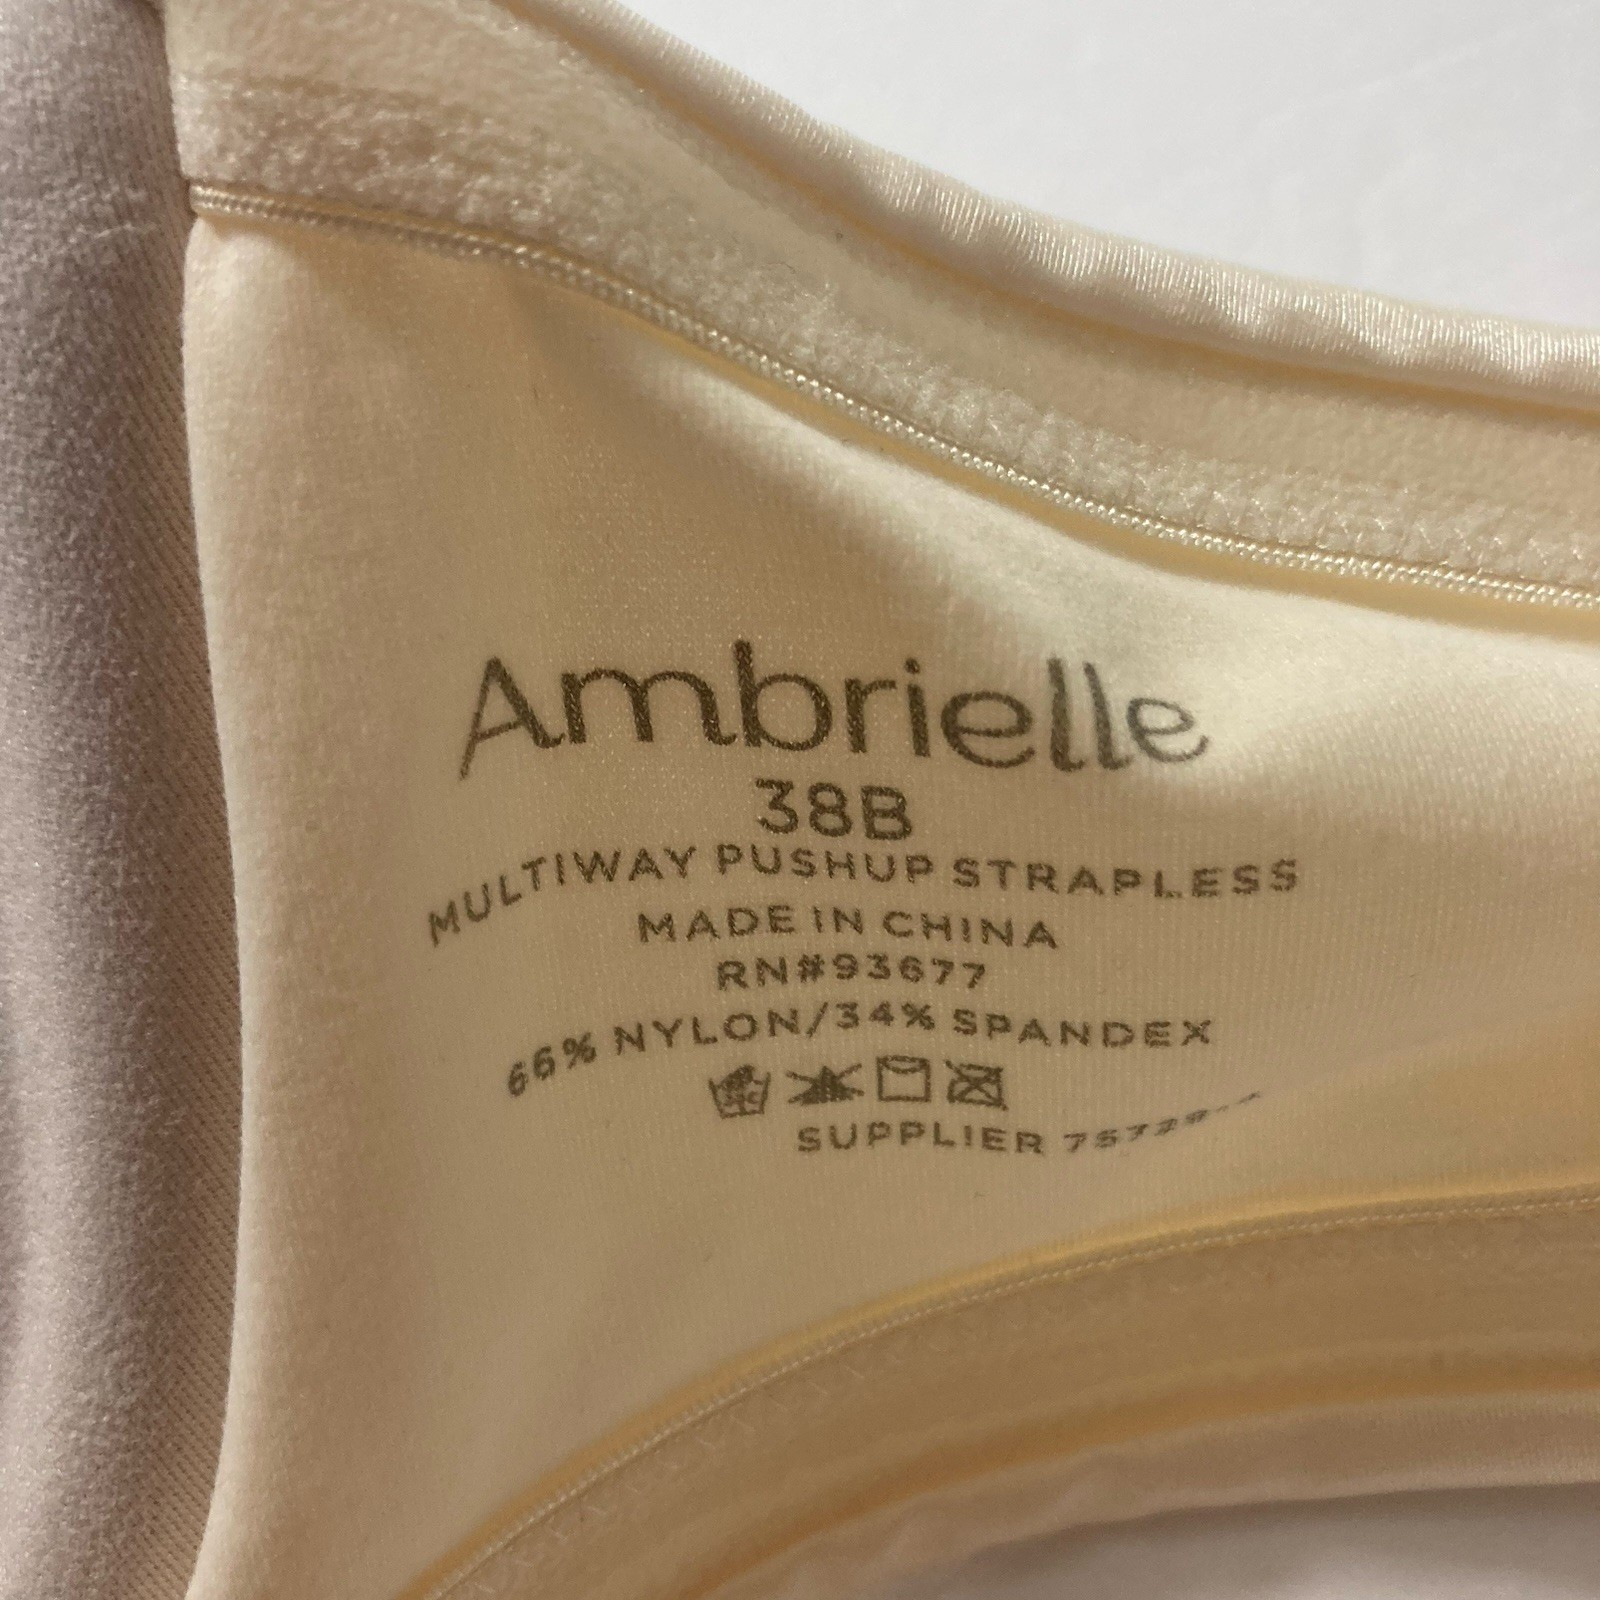 Ambrielle
38B
MULTIWAY PUSHUP STRAPLESS
MADE IN CHINA
RN#93677
66% NYLON/34% SPANDEX
SUPPLIER